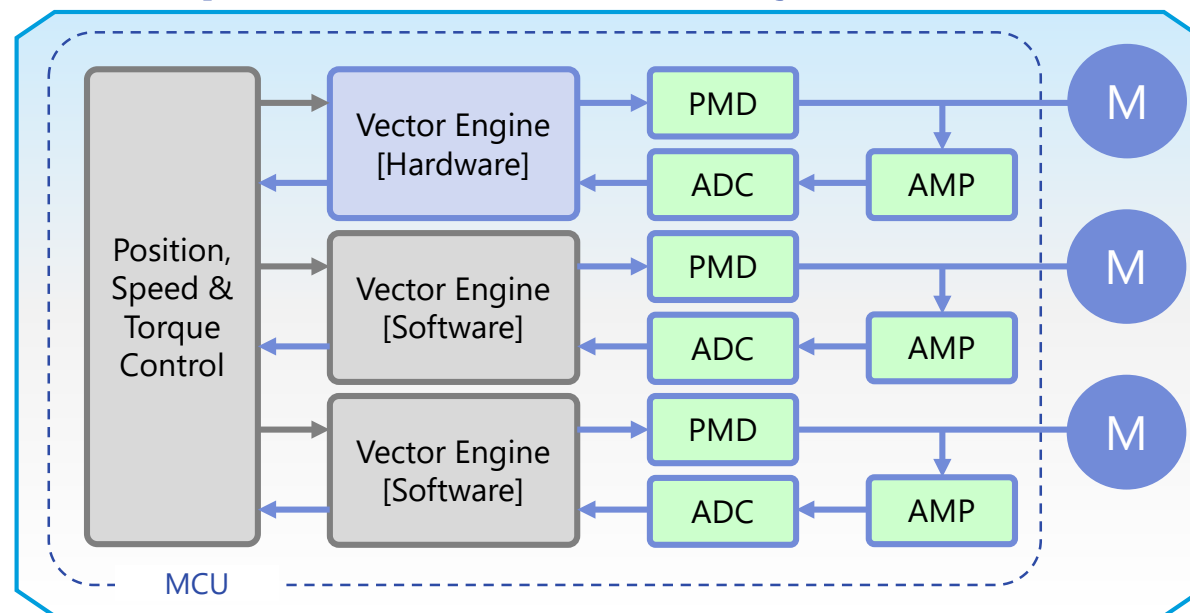 Position,
Speed &
Torque
Control
Vector Engine
[Hardware]
PMD
ADC
AMP
M
Vector Engine
[Software]
PMD
ADC
AMP
M
Vector Engine
[Software]
PMD
ADC
AMP
M
MCU